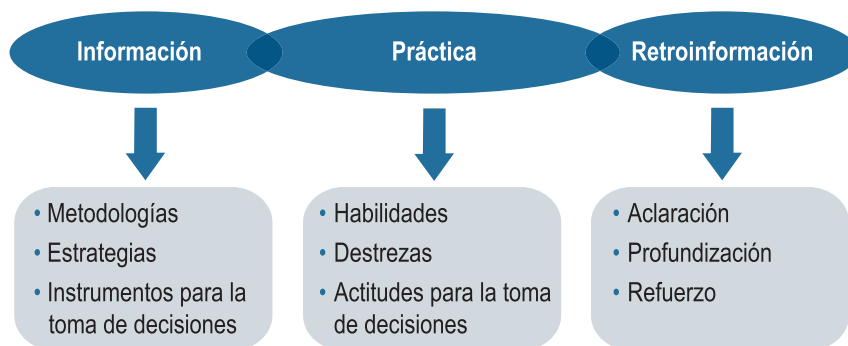 Información
Práctica
Retroinformación
• Metodologías
• Estrategias
• Instrumentos para la
toma de decisiones
• Habilidades
• Destrezas
• Actitudes para la toma
de decisiones
• Aclaración
• Profundización
• Refuerzo